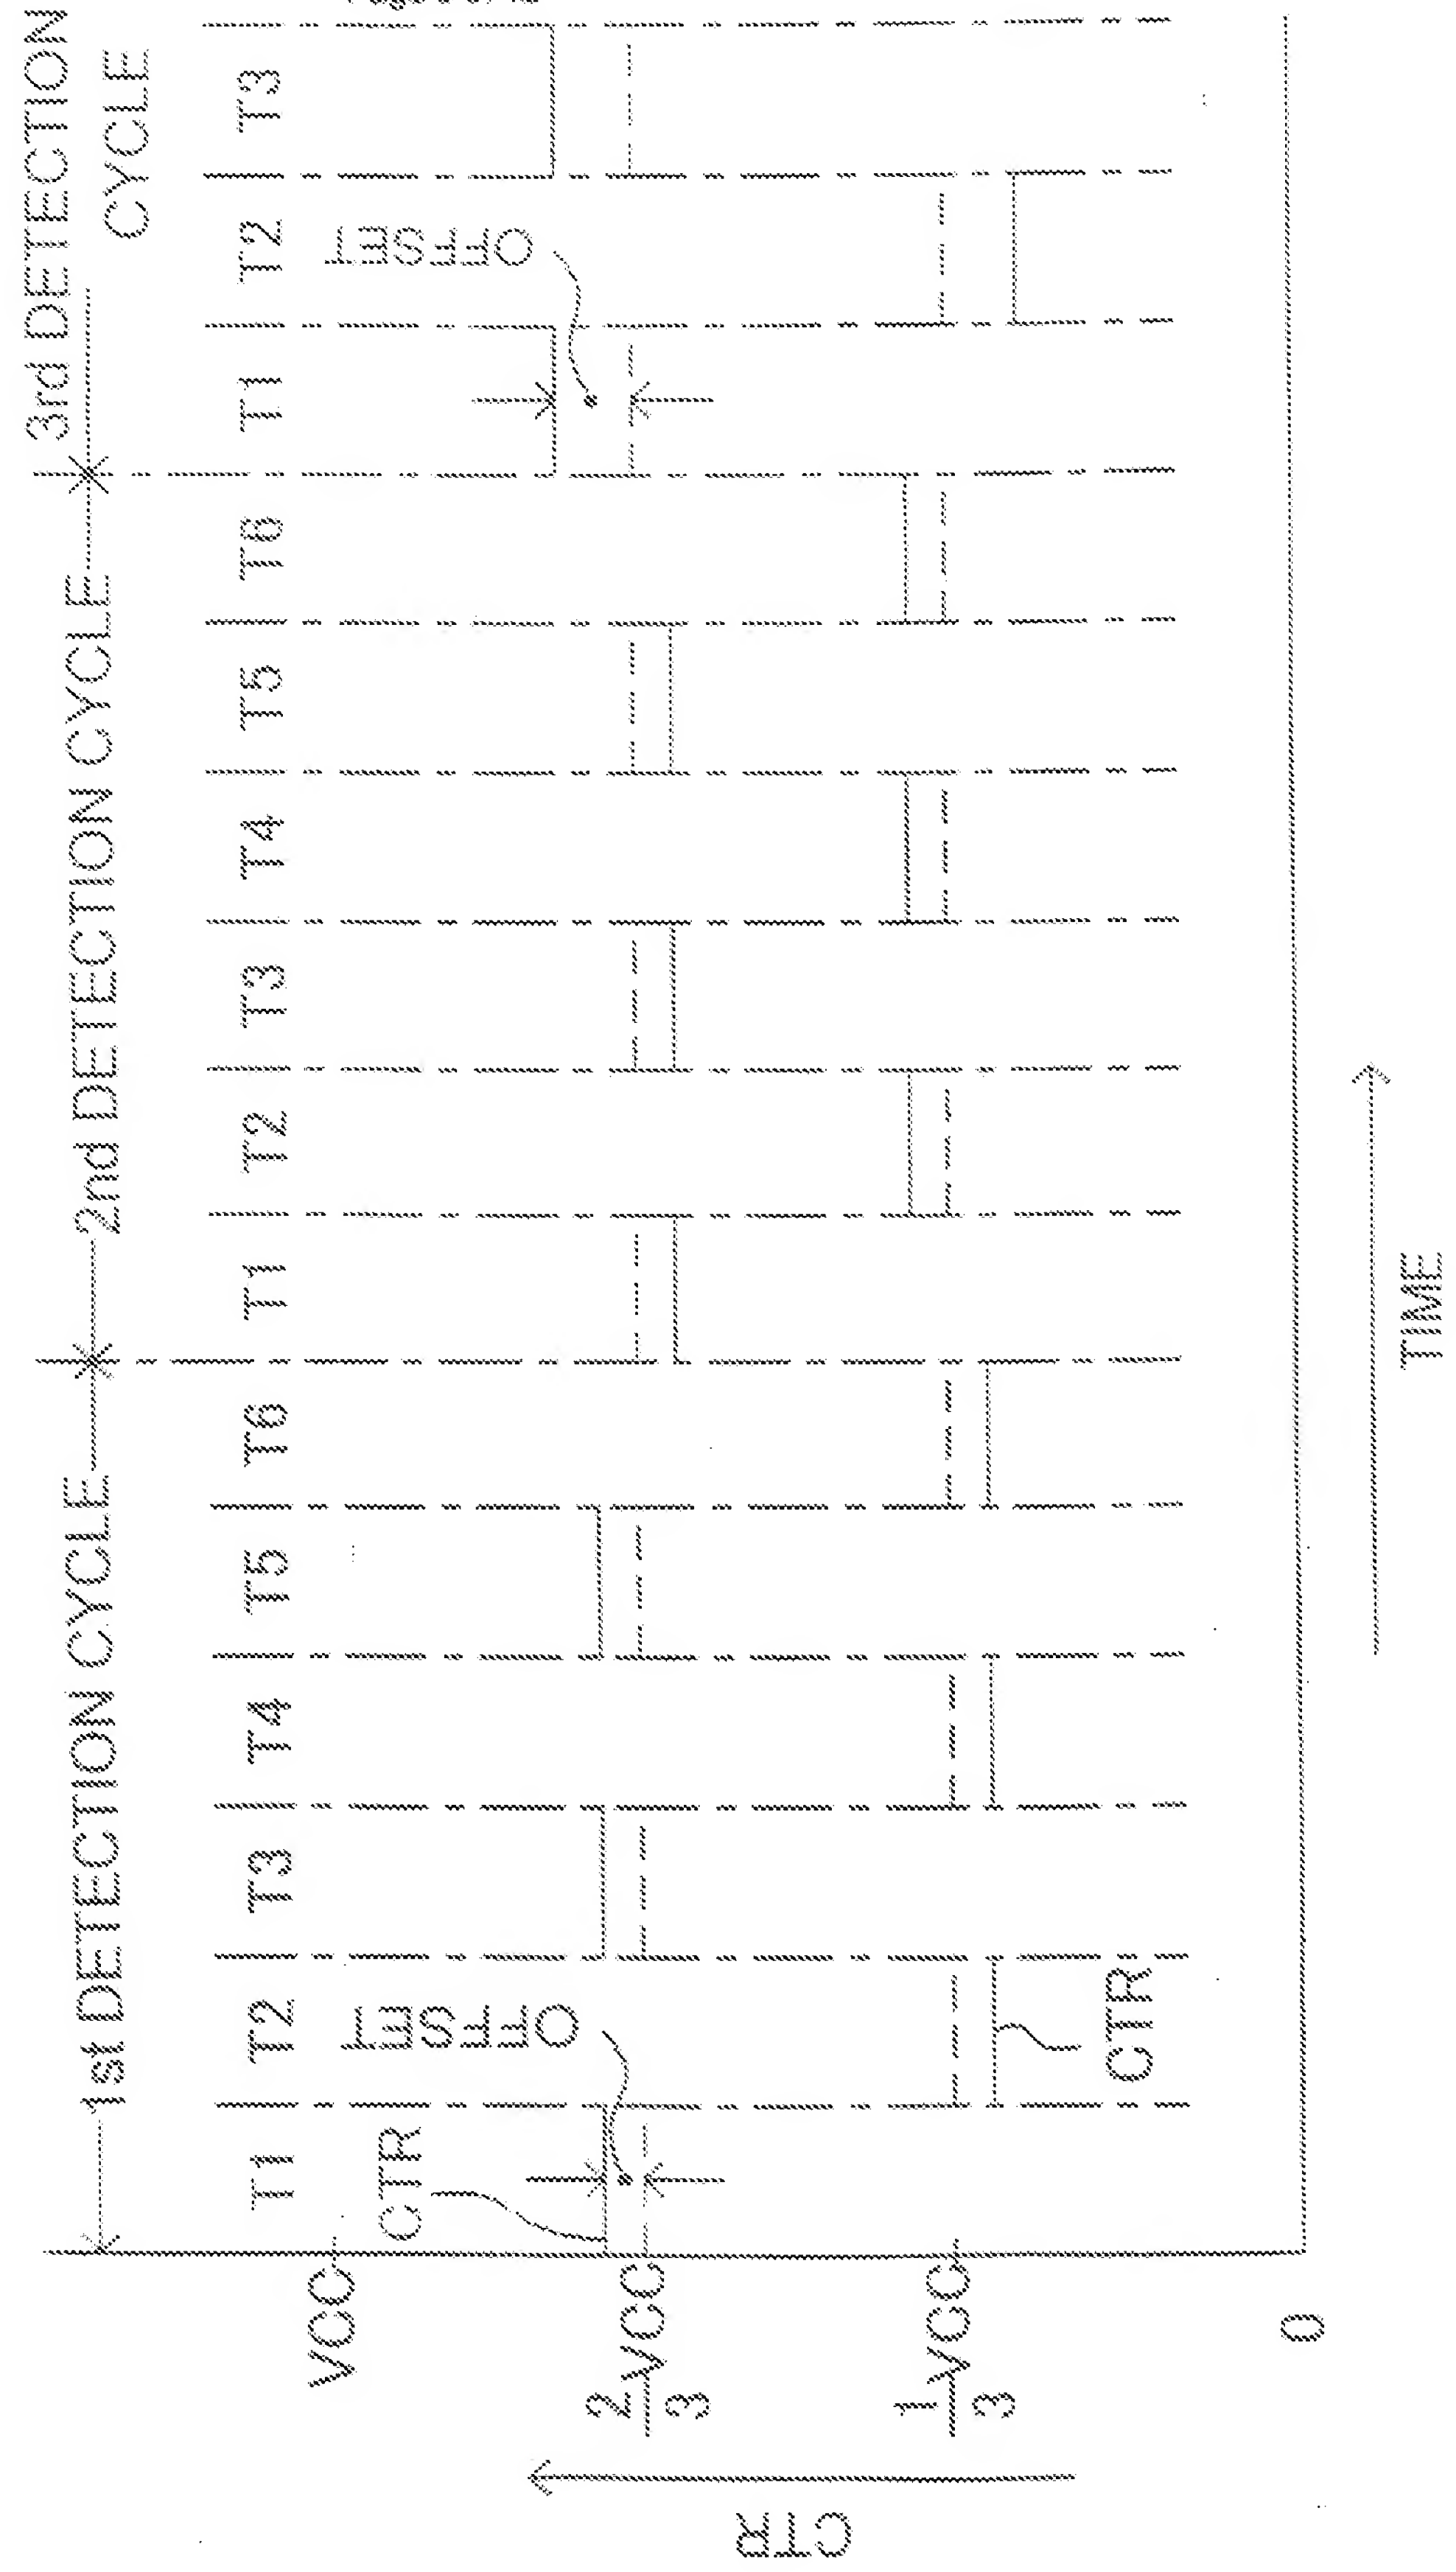 1st DETECTION CYCLE
2nd DETECTION CYCLE
3rd DETECTION
CYCLE
T1
T2
T3
T4
T5
T6
T1
T2
T3
T4
T5
T6
T1
T2
T3
VCC
CTR
OFFSET
OFFSET
2/3 VCC
1/3 VCC
CTR
0
CTR
TIME